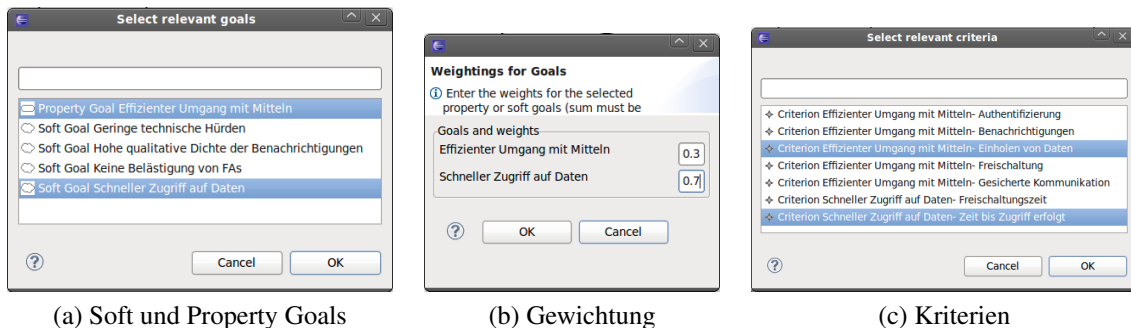 Select relevant goals
Property Goal Effizienter Umgang mit Mitteln
Soft Goal Geringe technische Hürden
Soft Goal Hohe qualitative Dichte der Benachrichtigungen
Soft Goal Keine Belästigung von FAs
Soft Goal Schneller Zugriff auf Daten
Cancel
OK
(a) Soft und Property Goals
Weightings for Goals
Enter the weights for the selected
property or soft goals (sum must be
Goals and weights
Effizienter Umgang mit Mitteln 0.3
Schneller Zugriff auf Daten 0.7
OK
Cancel
(b) Gewichtung
Select relevant criteria
Criterion Effizienter Umgang mit Mitteln- Authentifizierung
Criterion Effizienter Umgang mit Mitteln- Benachrichtigungen
Criterion Effizienter Umgang mit Mitteln- Einholen von Daten
Criterion Effizienter Umgang mit Mitteln- Freischaltung
Criterion Effizienter Umgang mit Mitteln- Gesicherte Kommunikation
Criterion Schneller Zugriff auf Daten- Freischaltungszeit
Criterion Schneller Zugriff auf Daten- Zeit bis Zugriff erfolgt
Cancel
OK
(c) Kriterien